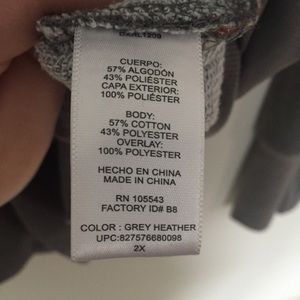 CUERPO:
57% ALGODÓN
43% POLIÉSTER
CAPA EXTERIOR:
100% POLIÉSTER
BODY:
57% COTTON
43% POLYESTER
OVERLAY:
100% POLYESTER
HECHO EN CHINA
MADE IN CHINA
RN 105543
FACTORY ID# B8
COLOR : GREY HEATHER
UPC:827576680098
2X